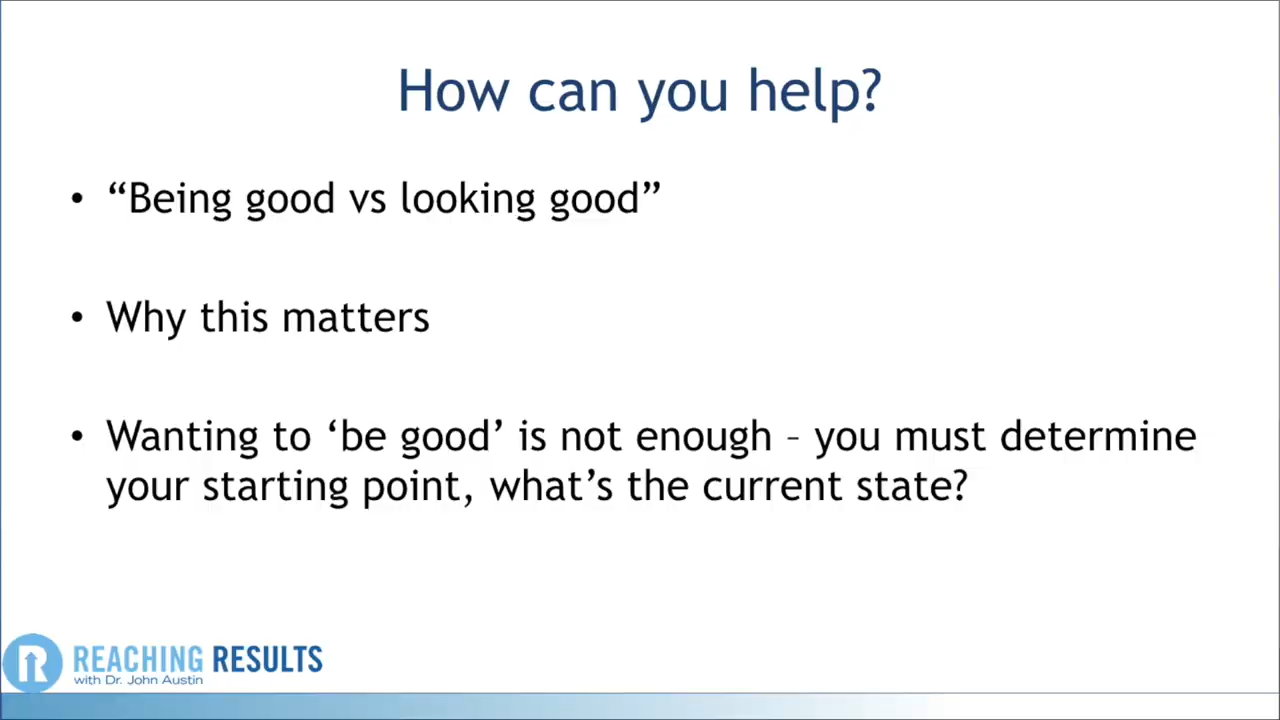 How can you help?
• “Being good vs looking good”
• Why this matters
• Wanting to ‘be good’ is not enough – you must determine
your starting point, what’s the current state?
R REACHING RESULTS
with Dr. John Austin